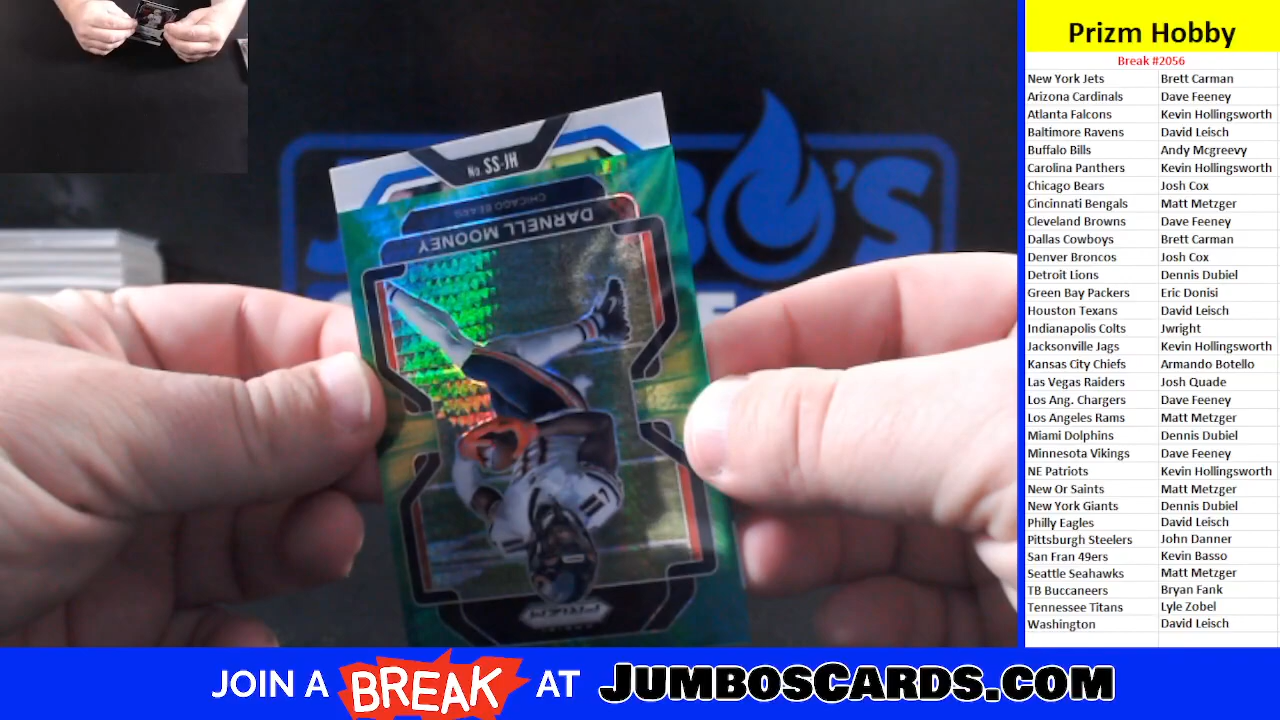 No SS-JH
CHICAGO BEARS
DARNELL MOONEY
PRIZM
Prizm Hobby
Break #2056
New York Jets Brett Carman
Arizona Cardinals Dave Feeney
Atlanta Falcons Kevin Hollingsworth
Baltimore Ravens David Leisch
Buffalo Bills Andy Mcgreevy
Carolina Panthers Kevin Hollingsworth
Chicago Bears Josh Cox
Cincinnati Bengals Matt Metzger
Cleveland Browns Dave Feeney
Dallas Cowboys Brett Carman
Denver Broncos Josh Cox
Detroit Lions Dennis Dubiel
Green Bay Packers Eric Donisi
Houston Texans David Leisch
Indianapolis Colts Jwright
Jacksonville Jags Kevin Hollingsworth
Kansas City Chiefs Armando Botello
Las Vegas Raiders Josh Quade
Los Ang. Chargers Dave Feeney
Los Angeles Rams Matt Metzger
Miami Dolphins Dennis Dubiel
Minnesota Vikings Dave Feeney
NE Patriots Kevin Hollingsworth
New Or Saints Matt Metzger
New York Giants Dennis Dubiel
Philly Eagles David Leisch
Pittsburgh Steelers John Danner
San Fran 49ers Kevin Basso
Seattle Seahawks Matt Metzger
TB Buccaneers Bryan Fank
Tennessee Titans Lyle Zobel
Washington David Leisch
JOIN A BREAK AT JUMBOSCARDS.COM